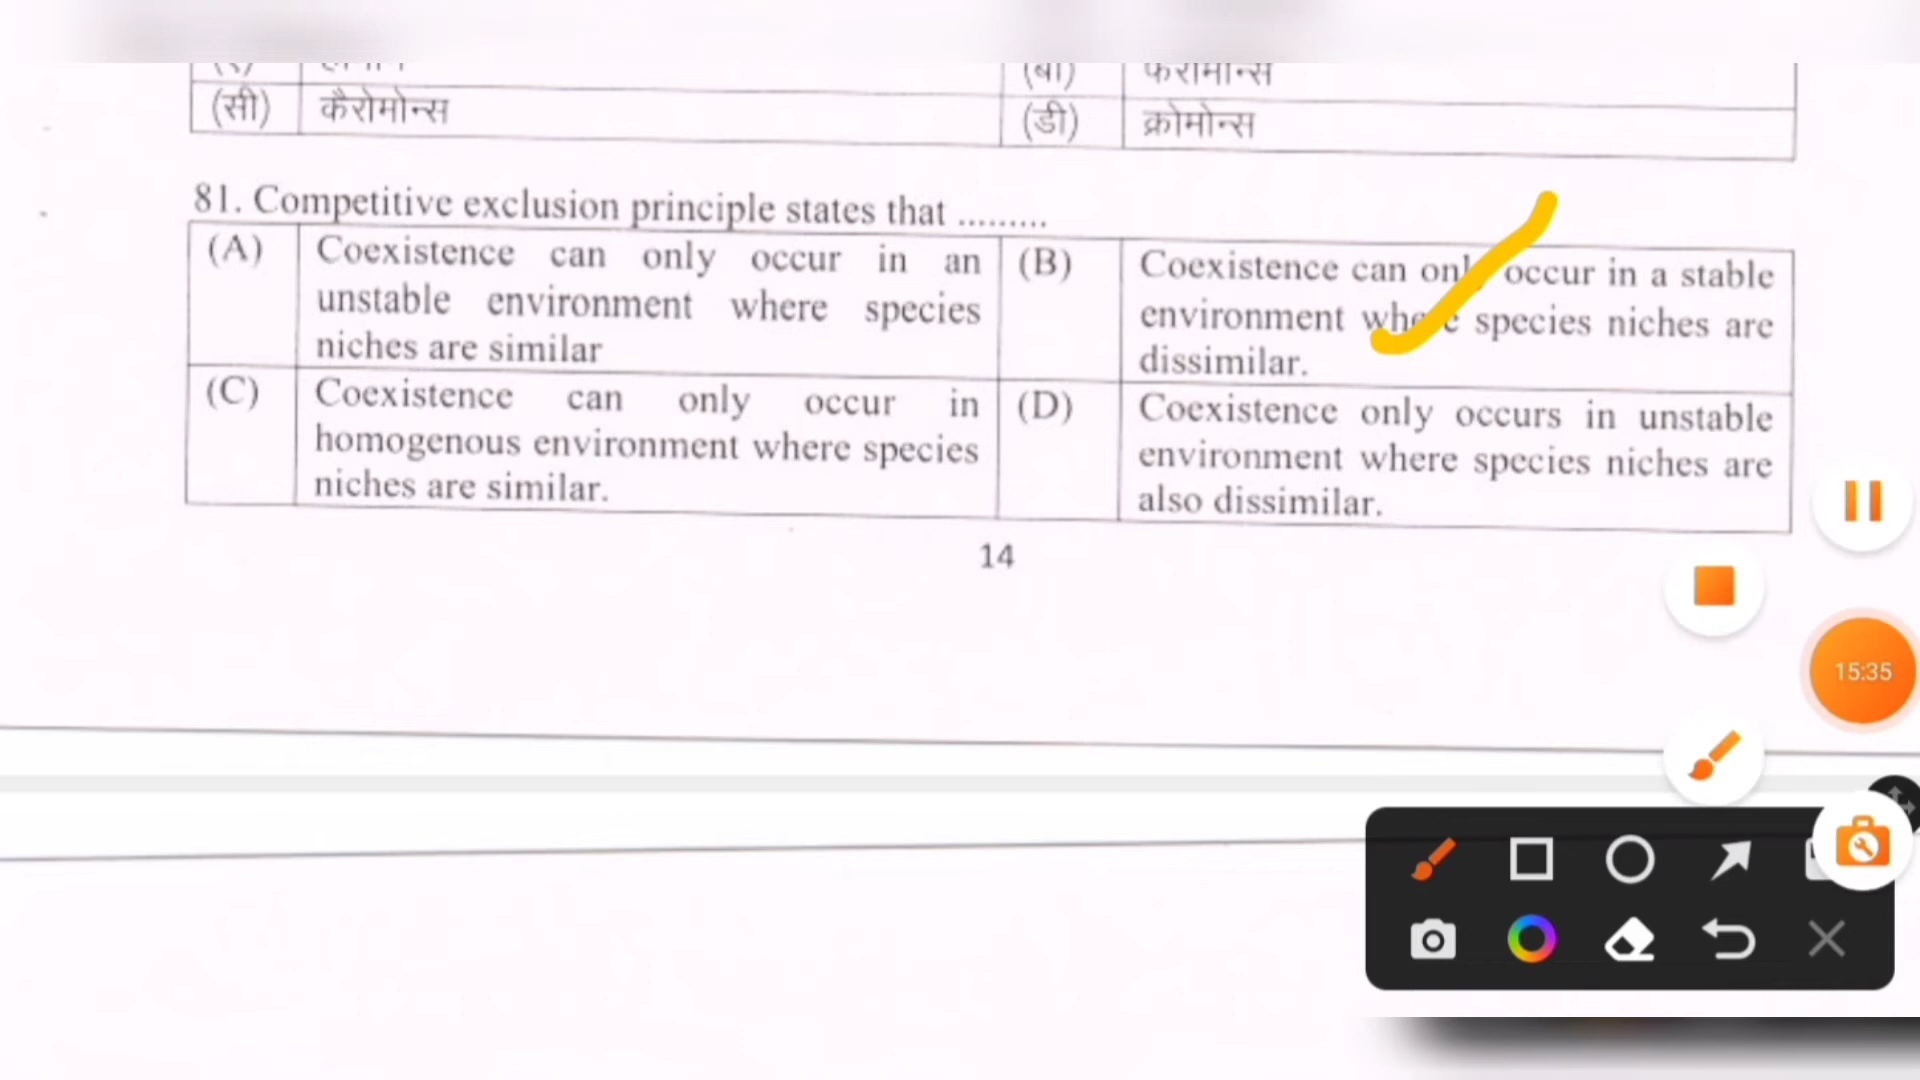 (सी) कैरोमोन्स (डी) क्रोमोन्स
81. Competitive exclusion principle states that .........
(A) Coexistence can only occur in an
unstable environment where species
niches are similar
(B) Coexistence can only occur in a stable
environment where species niches are
dissimilar.
(C) Coexistence can only occur in
homogenous environment where species
niches are similar.
(D) Coexistence only occurs in unstable
environment where species niches are
also dissimilar.
14
15:35